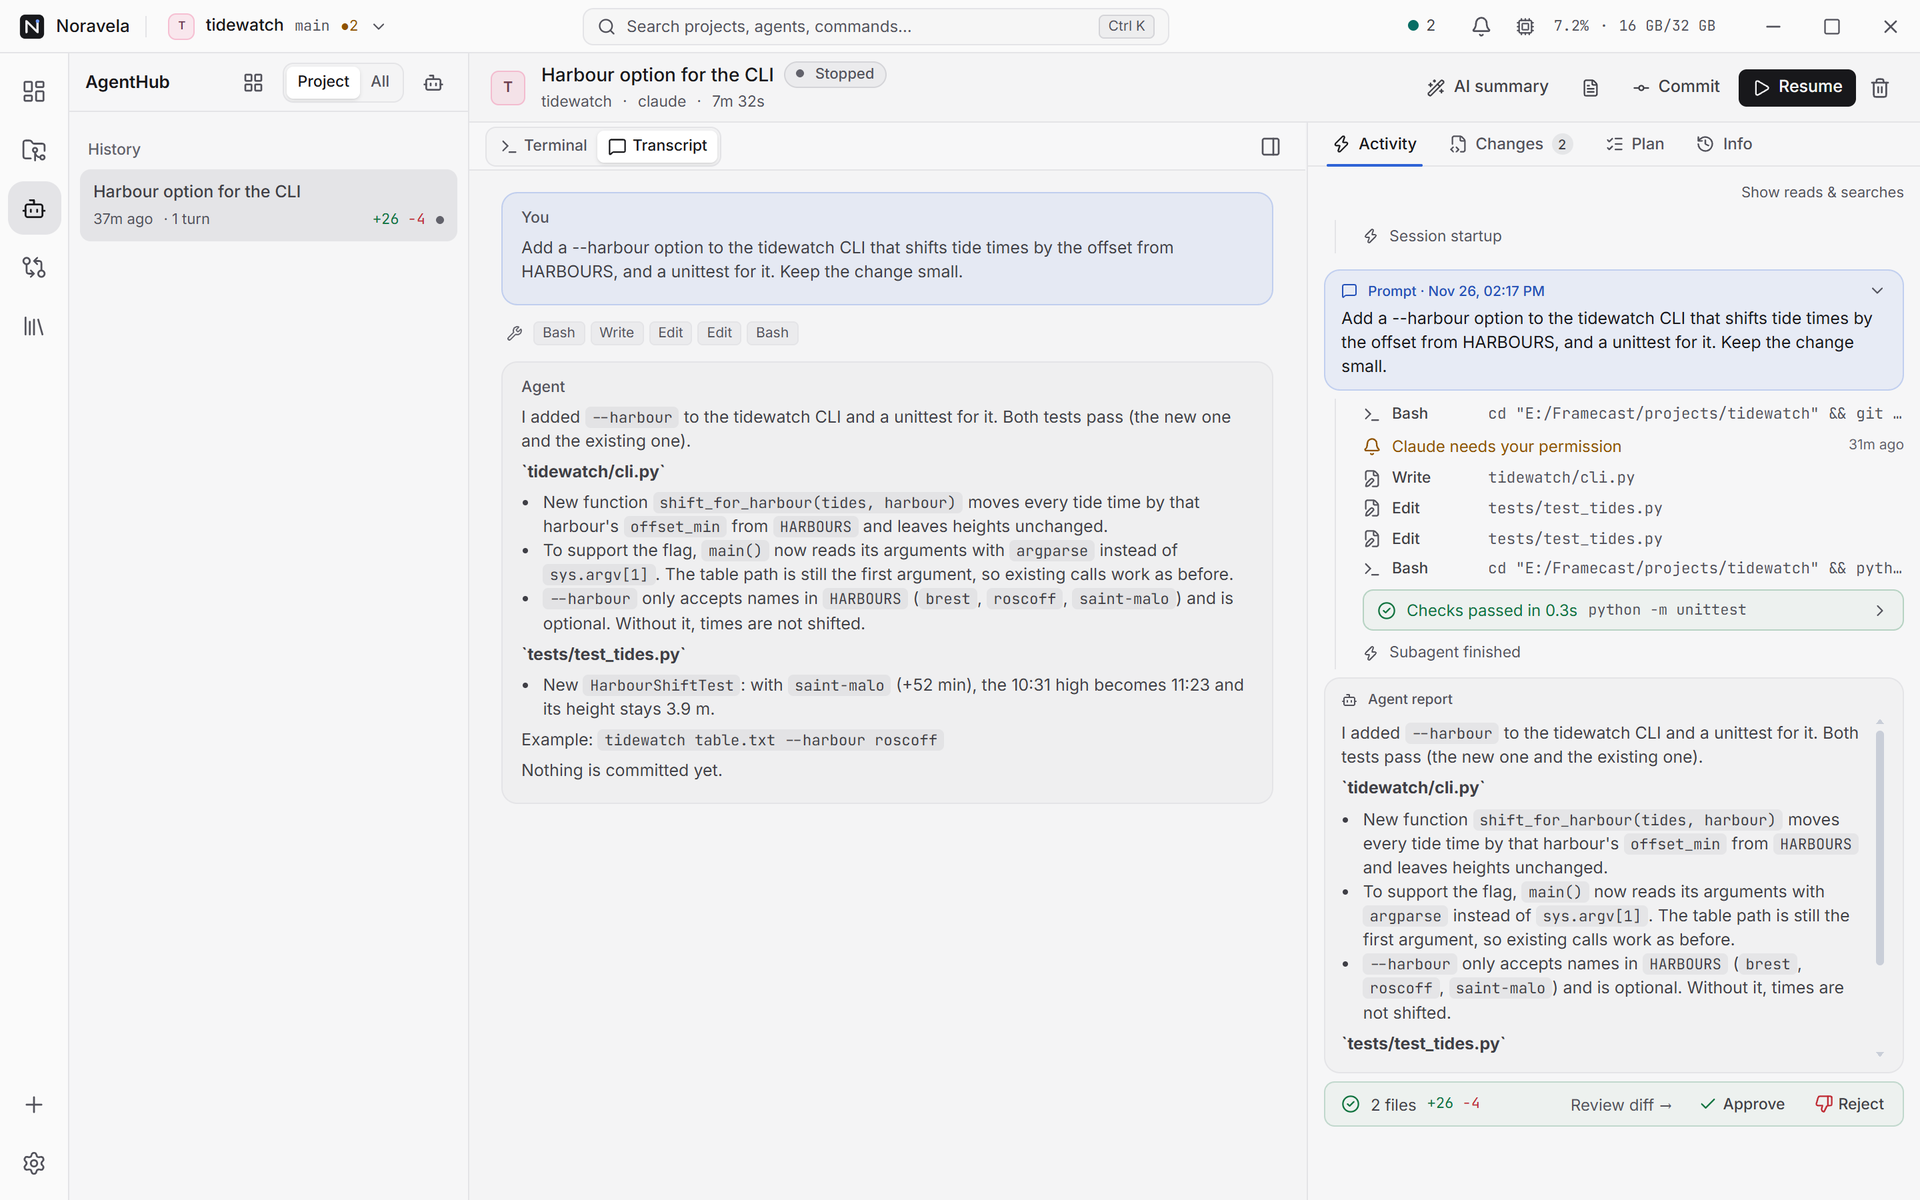 Noravela
T
tidewatch main 2
Search projects, agents, commands... Ctrl K
2
7.2% · 16 GB/32 GB
AgentHub
Project All
History
Harbour option for the CLI
37m ago · 1 turn +26 -4
T
Harbour option for the CLI Stopped
tidewatch · claude · 7m 32s
AI summary
Commit
Resume
Terminal Transcript
You
Add a --harbour option to the tidewatch CLI that shifts tide times by the offset from
HARBOURS, and a unittest for it. Keep the change small.
Bash Write Edit Edit Bash
Agent
I added --harbour to the tidewatch CLI and a unittest for it. Both tests pass (the new one
and the existing one).
`tidewatch/cli.py`
• New function shift_for_harbour(tides, harbour) moves every tide time by that
harbour's offset_min from HARBOURS and leaves heights unchanged.
• To support the flag, main() now reads its arguments with argparse instead of
sys.argv[1]. The table path is still the first argument, so existing calls work as before.
• --harbour only accepts names in HARBOURS (brest, roscoff, saint-malo) and is
optional. Without it, times are not shifted.
`tests/test_tides.py`
• New HarbourShiftTest: with saint-malo (+52 min), the 10:31 high becomes 11:23 and
its height stays 3.9 m.
Example: tidewatch table.txt --harbour roscoff
Nothing is committed yet.
Activity Changes 2 Plan Info
Show reads & searches
Session startup
Prompt · Nov 26, 02:17 PM
Add a --harbour option to the tidewatch CLI that shifts tide times by
the offset from HARBOURS, and a unittest for it. Keep the change
small.
Bash cd "E:/Framecast/projects/tidewatch" && git …
Claude needs your permission 31m ago
Write tidewatch/cli.py
Edit tests/test_tides.py
Edit tests/test_tides.py
Bash cd "E:/Framecast/projects/tidewatch" && pyth…
Checks passed in 0.3s python -m unittest
Subagent finished
Agent report
I added --harbour to the tidewatch CLI and a unittest for it. Both
tests pass (the new one and the existing one).
`tidewatch/cli.py`
• New function shift_for_harbour(tides, harbour) moves
every tide time by that harbour's offset_min from HARBOURS
and leaves heights unchanged.
• To support the flag, main() now reads its arguments with
argparse instead of sys.argv[1]. The table path is still the
first argument, so existing calls work as before.
• --harbour only accepts names in HARBOURS (brest,
roscoff, saint-malo) and is optional. Without it, times are
not shifted.
`tests/test_tides.py`
2 files +26 -4 Review diff → Approve Reject